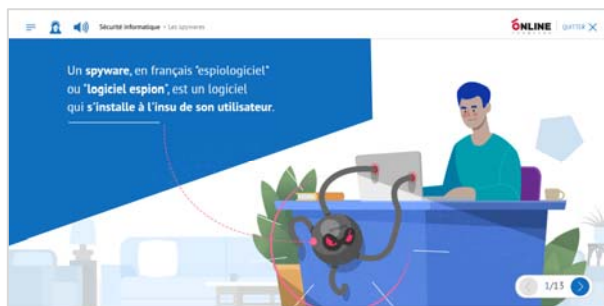 Sécurité informatique • Les spywares
ONLINE
QUITTER
Un spyware, en français "espiologiciel"
ou "logiciel espion", est un logiciel
qui s'installe à l'insu de son utilisateur.
1/13